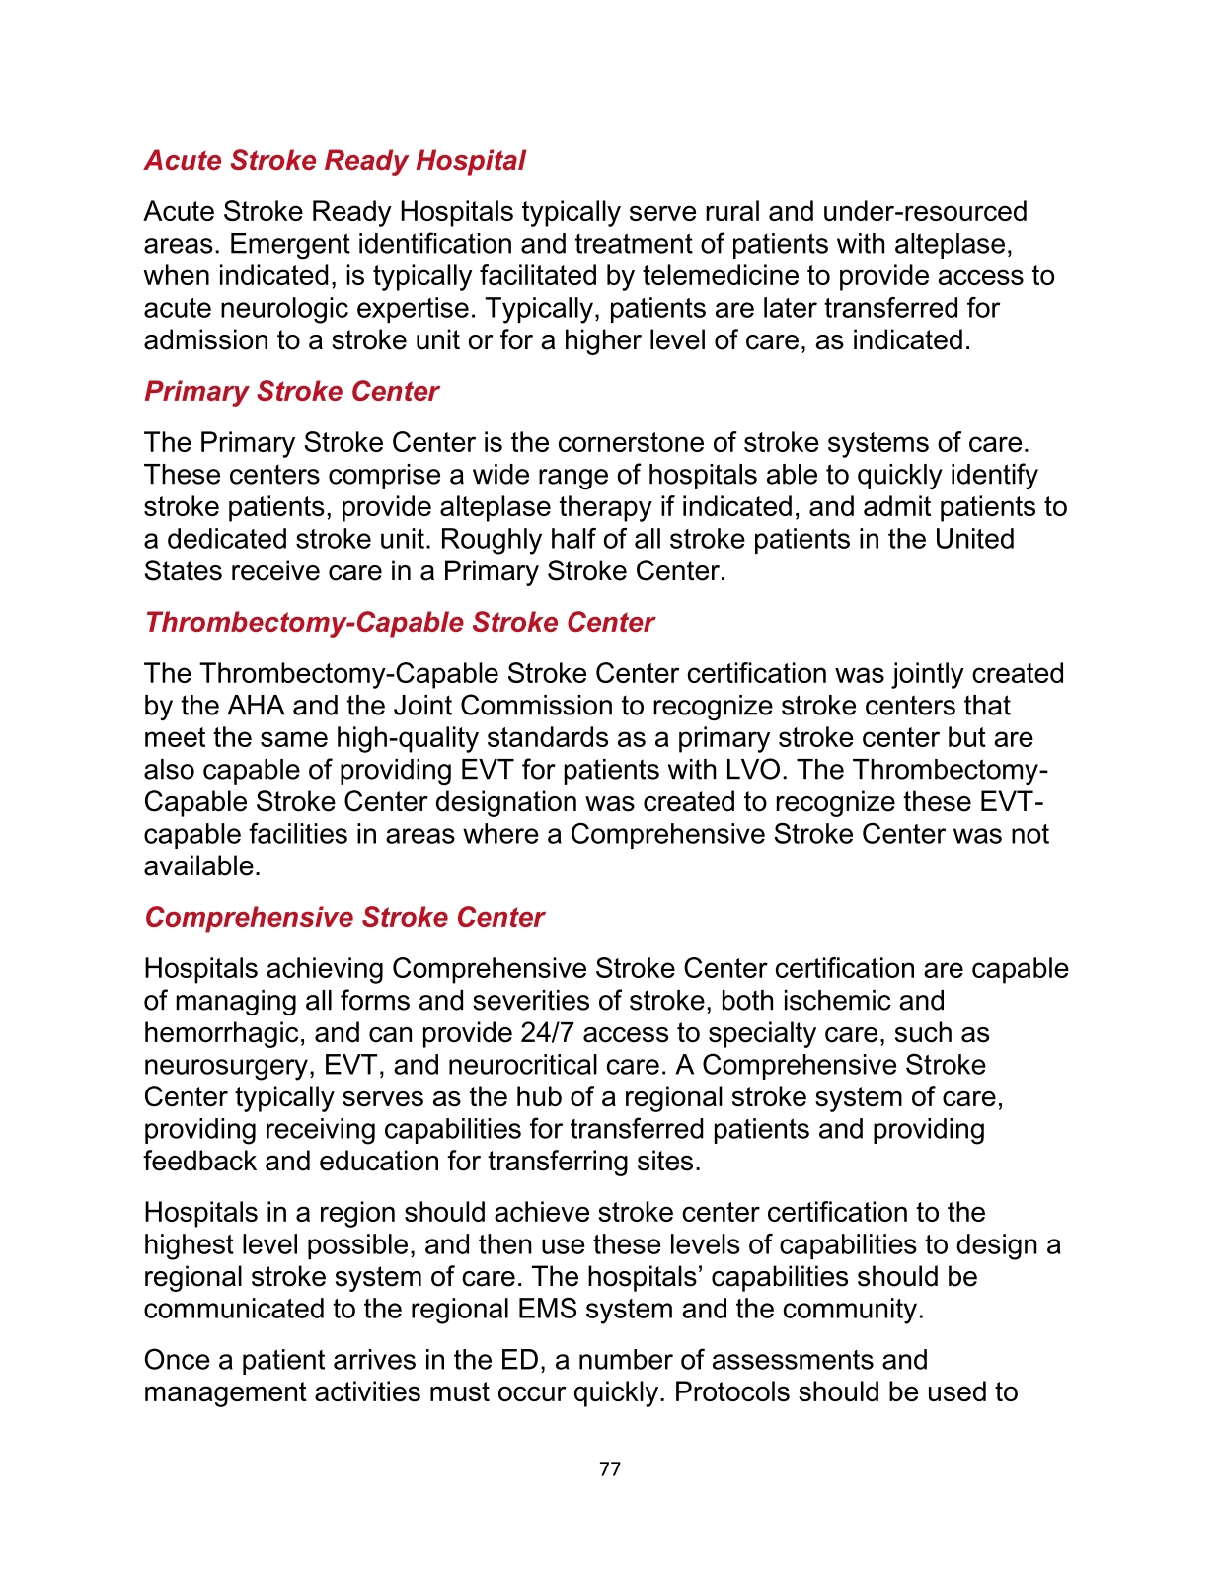 Acute Stroke Ready Hospital
Acute Stroke Ready Hospitals typically serve rural and under-resourced
areas. Emergent identification and treatment of patients with alteplase,
when indicated, is typically facilitated by telemedicine to provide access to
acute neurologic expertise. Typically, patients are later transferred for
admission to a stroke unit or for a higher level of care, as indicated.
Primary Stroke Center
The Primary Stroke Center is the cornerstone of stroke systems of care.
These centers comprise a wide range of hospitals able to quickly identify
stroke patients, provide alteplase therapy if indicated, and admit patients to
a dedicated stroke unit. Roughly half of all stroke patients in the United
States receive care in a Primary Stroke Center.
Thrombectomy-Capable Stroke Center
The Thrombectomy-Capable Stroke Center certification was jointly created
by the AHA and the Joint Commission to recognize stroke centers that
meet the same high-quality standards as a primary stroke center but are
also capable of providing EVT for patients with LVO. The Thrombectomy-
Capable Stroke Center designation was created to recognize these EVT-
capable facilities in areas where a Comprehensive Stroke Center was not
available.
Comprehensive Stroke Center
Hospitals achieving Comprehensive Stroke Center certification are capable
of managing all forms and severities of stroke, both ischemic and
hemorrhagic, and can provide 24/7 access to specialty care, such as
neurosurgery, EVT, and neurocritical care. A Comprehensive Stroke
Center typically serves as the hub of a regional stroke system of care,
providing receiving capabilities for transferred patients and providing
feedback and education for transferring sites.
Hospitals in a region should achieve stroke center certification to the
highest level possible, and then use these levels of capabilities to design a
regional stroke system of care. The hospitals’ capabilities should be
communicated to the regional EMS system and the community.
Once a patient arrives in the ED, a number of assessments and
management activities must occur quickly. Protocols should be used to
77